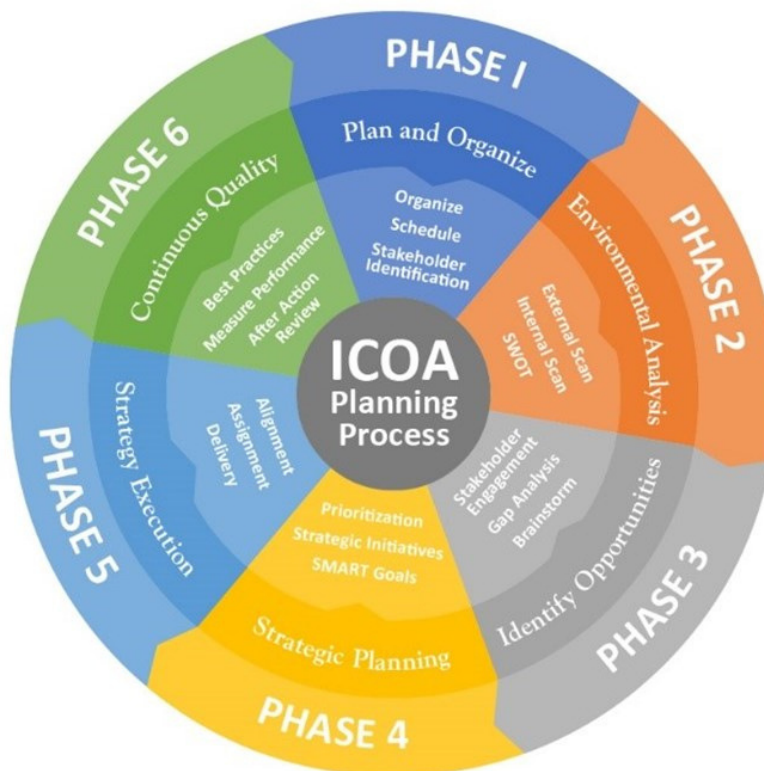 PHASE I
Plan and Organize
Organize
Schedule
Stakeholder
Identification
PHASE 2
Environmental Analysis
External Scan
Internal Scan
SWOT
PHASE 3
Identify Opportunities
Stakeholder
Engagement
Gap Analysis
Brainstorm
PHASE 4
Strategic Planning
Prioritization
Strategic Initiatives
SMART Goals
PHASE 5
Strategy Execution
Alignment
Assignment
Delivery
PHASE 6
Continuous Quality
Best Practices
Measure Performance
After Action
Review
ICOA
Planning
Process